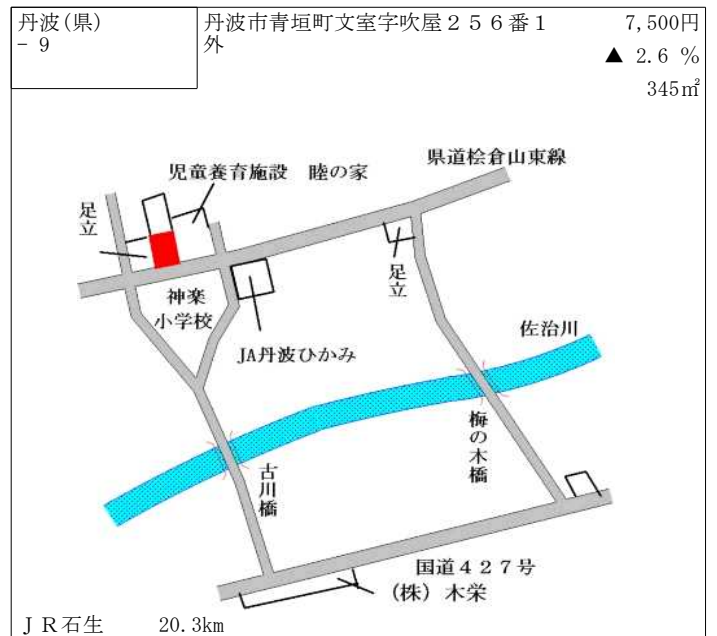 丹波(県)
－9
丹波市青垣町文室字吹屋２５６番１
外
7,500円
▲ 2.6 %
345㎡
県道桧倉山東線
児童養育施設　睦の家
足立
足立
神楽
小学校
JA丹波ひかみ
佐治川
梅の木橋
古川橋
国道４２７号
（株）木栄
ＪＲ石生　20.3km